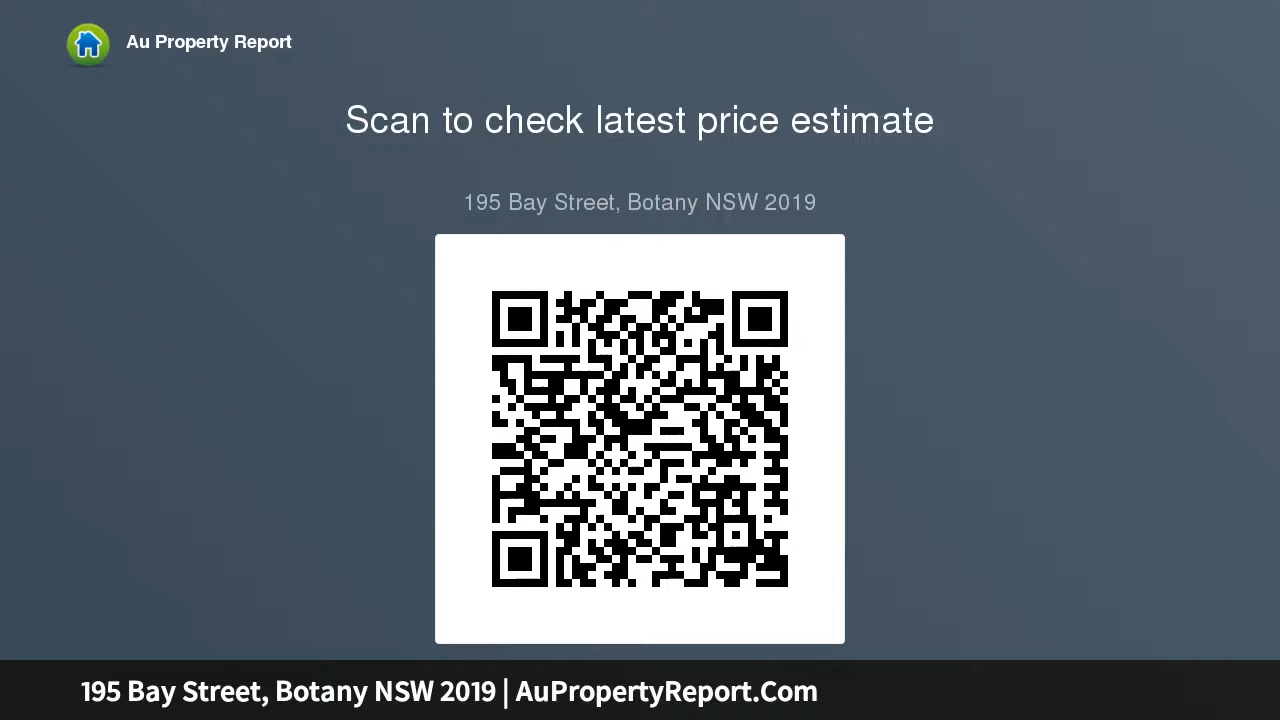 Au Property Report
Scan to check latest price estimate
195 Bay Street, Botany NSW 2019
195 Bay Street, Botany NSW 2019 | AuPropertyReport.Com